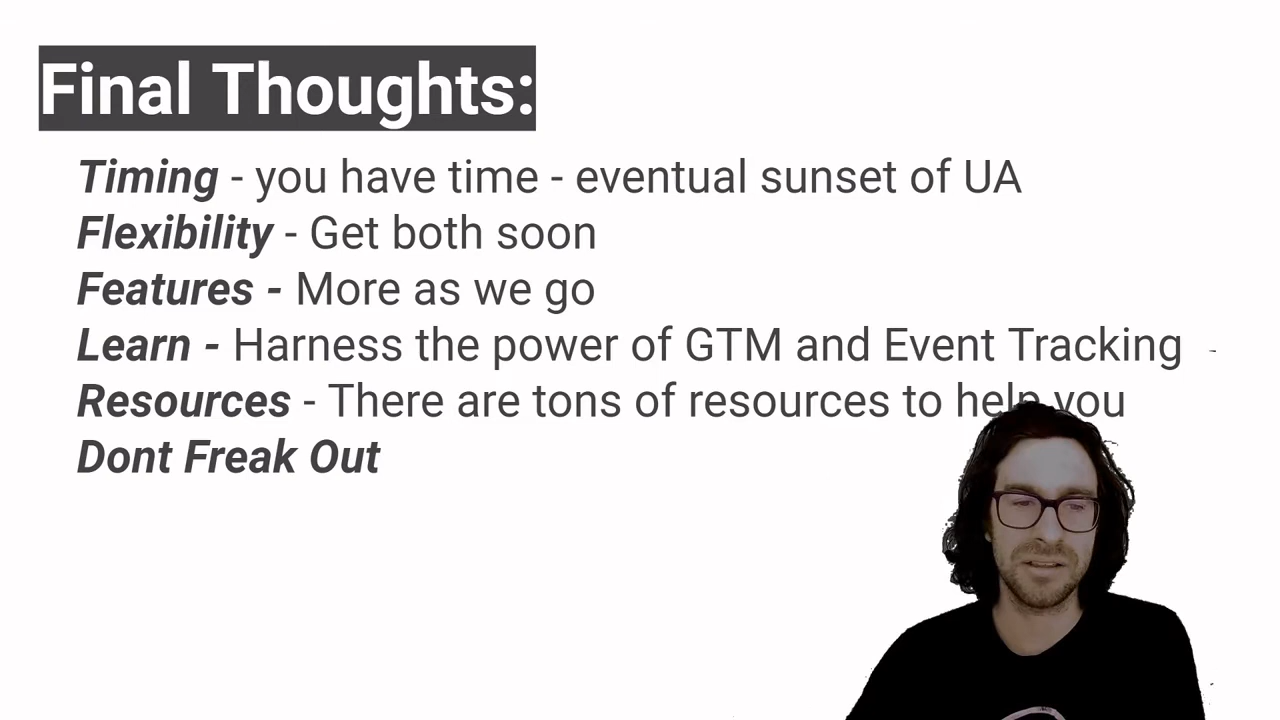 Final Thoughts:
Timing - you have time - eventual sunset of UA
Flexibility - Get both soon
Features - More as we go
Learn - Harness the power of GTM and Event Tracking
Resources - There are tons of resources to help you
Dont Freak Out